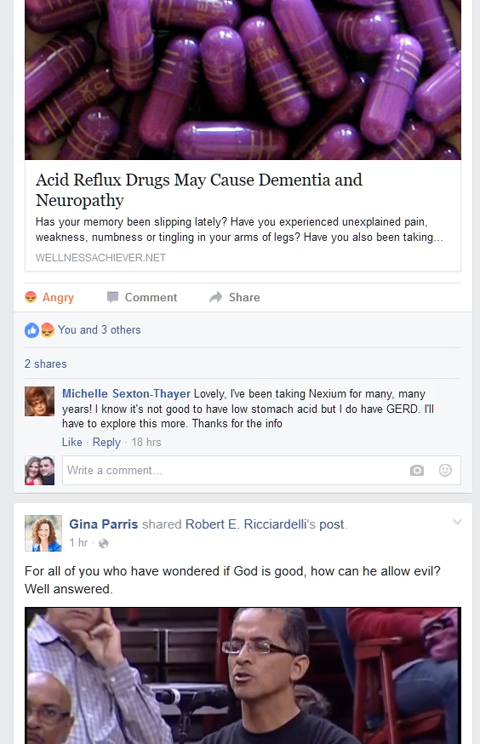 Acid Reflux Drugs May Cause Dementia and
Neuropathy
Has your memory been slipping lately? Have you experienced unexplained pain,
weakness, numbness or tingling in your arms of legs? Have you also been taking...
WELLNESSACHIEVER.NET
Angry Comment Share
You and 3 others
2 shares
Michelle Sexton-Thayer Lovely, I've been taking Nexium for many, many
years! I know it's not good to have low stomach acid but I do have GERD. I'll
have to explore this more. Thanks for the info
Like · Reply · 18 hrs
Write a comment...
Gina Parris shared Robert E. Ricciardelli's post.
1 hr ·
For all of you who have wondered if God is good, how can he allow evil?
Well answered.